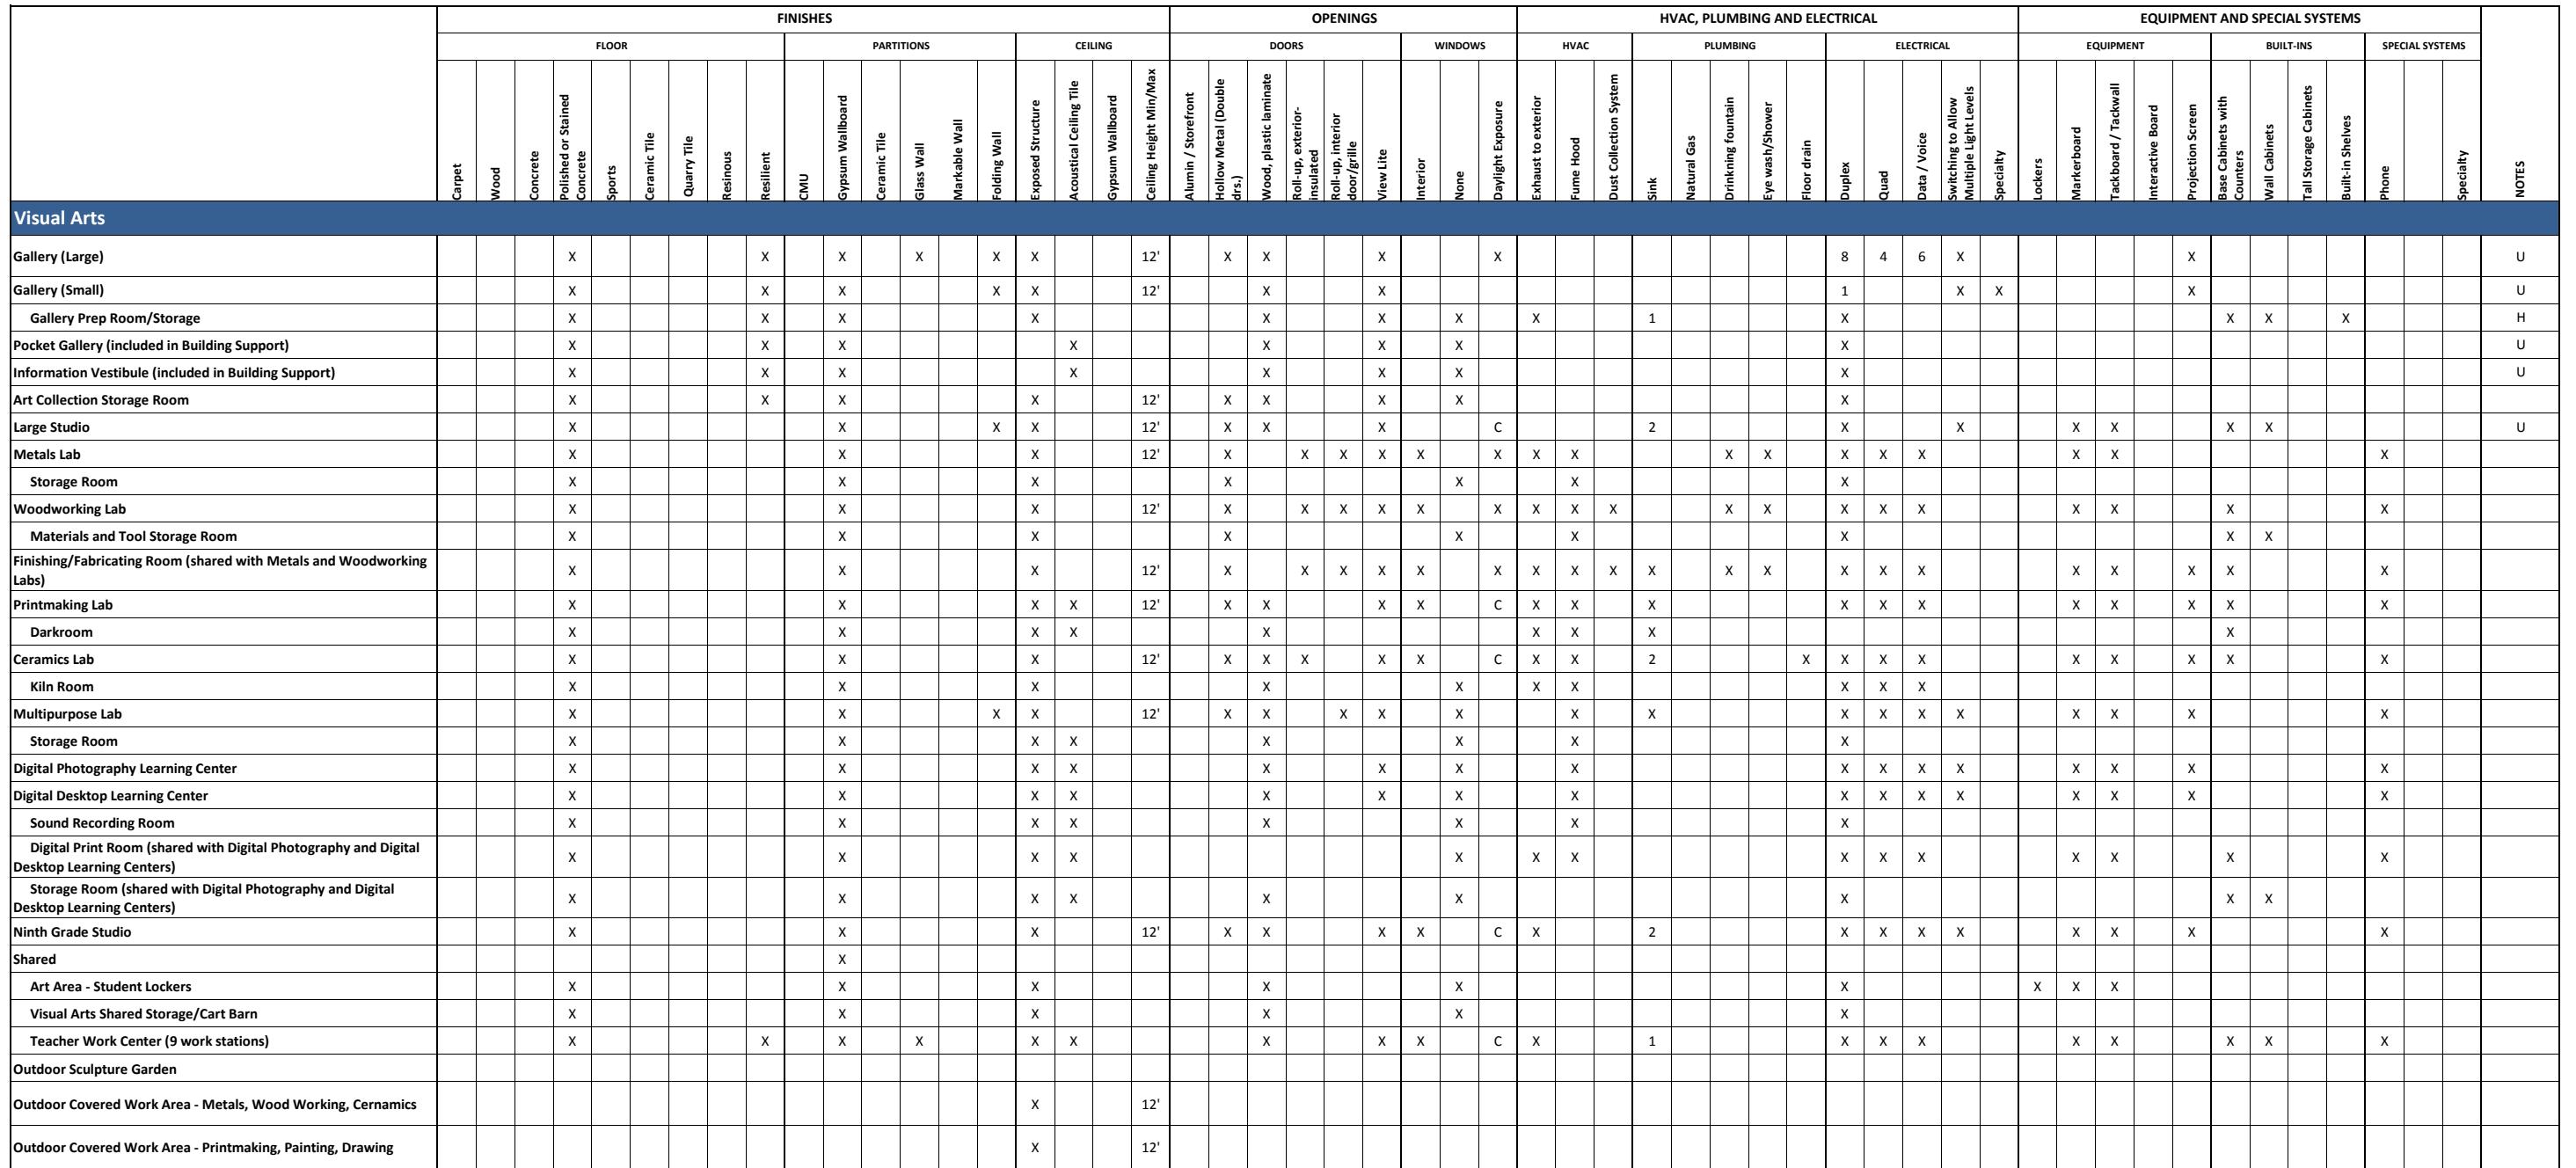 FINISHES OPENINGS HVAC, PLUMBING AND ELECTRICAL EQUIPMENT AND SPECIAL SYSTEMS
FLOOR PARTITIONS CEILING DOORS WINDOWS HVAC PLUMBING ELECTRICAL EQUIPMENT BUILT-INS SPECIAL SYSTEMS
Carpet
Wood
Concrete
Polished or Stained
Concrete
Sports
Ceramic Tile
Quarry Tile
Resinous
Resilient
CMU
Gypsum Wallboard
Ceramic Tile
Glass Wall
Markable Wall
Folding Wall
Exposed Structure
Acoustical Ceiling Tile
Gypsum Wallboard
Ceiling Height Min/Max
Alumin / Storefront
Hollow Metal (Double
drs.)
Wood, plastic laminate
Roll-up, exterior-
insulated
Roll-up, interior
door/grille
View Lite
Interior
None
Daylight Exposure
Exhaust to exterior
Fume Hood
Dust Collection System
Sink
Natural Gas
Drinking fountain
Eye wash/Shower
Floor drain
Duplex
Quad
Data / Voice
Switching to Allow
Multiple Light Levels
Specialty
Lockers
Markerboard
Tackboard / Tackwall
Interactive Board
Projection Screen
Base Cabinets with
Counters
Wall Cabinets
Tall Storage Cabinets
Built-in Shelves
Phone
Specialty
NOTES
Visual Arts
Gallery (Large) X X X X X X 12' X X X X 8 4 6 X X U
Gallery (Small) X X X X X 12' X X 1 X X X U
Gallery Prep Room/Storage X X X X X X X X 1 X X X X H
Pocket Gallery (included in Building Support) X X X X X X X X U
Information Vestibule (included in Building Support) X X X X X X X X U
Art Collection Storage Room X X X X 12' X X X X X
Large Studio X X X X 12' X X X C 2 X X X X X X U
Metals Lab X X X 12' X X X X X X X X X X X X X X X X
Storage Room X X X X X X X
Woodworking Lab X X X 12' X X X X X X X X X X X X X X X X X X
Materials and Tool Storage Room X X X X X X X X X
Finishing/Fabricating Room (shared with Metals and Woodworking
Labs) X X X 12' X X X X X X X X X X X X X X X X X X X X
Printmaking Lab X X X X 12' X X X X C X X X X X X X X X X X
Darkroom X X X X X X X X X
Ceramics Lab X X X 12' X X X X X C X X 2 X X X X X X X X X
Kiln Room X X X X X X X X X X
Multipurpose Lab X X X X 12' X X X X X X X X X X X X X X X
Storage Room X X X X X X X X
Digital Photography Learning Center X X X X X X X X X X X X X X X X
Digital Desktop Learning Center X X X X X X X X X X X X X X X X
Sound Recording Room X X X X X X X X
Digital Print Room (shared with Digital Photography and Digital
Desktop Learning Centers) X X X X X X X X X X X X X X
Storage Room (shared with Digital Photography and Digital
Desktop Learning Centers) X X X X X X X X X
Ninth Grade Studio X X X 12' X X X X C X 2 X X X X X X X X
Shared X
Art Area - Student Lockers X X X X X X X X X
Visual Arts Shared Storage/Cart Barn X X X X X X
Teacher Work Center (9 work stations) X X X X X X X X X C X 1 X X X X X X X X
Outdoor Sculpture Garden
Outdoor Covered Work Area - Metals, Wood Working, Cernamics X 12'
Outdoor Covered Work Area - Printmaking, Painting, Drawing X 12'